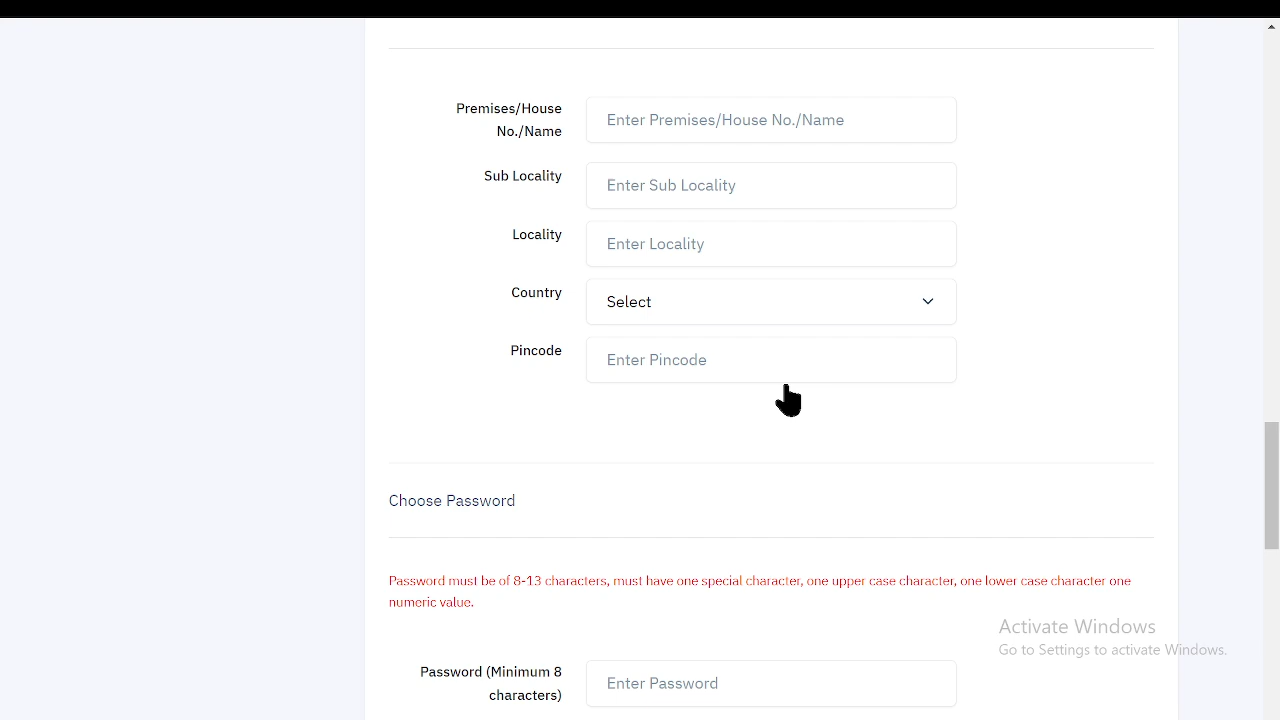 Premises/House
No./Name
Enter Premises/House No./Name
Sub Locality
Enter Sub Locality
Locality
Enter Locality
Country
Select
Pincode
Enter Pincode
Choose Password
Password must be of 8-13 characters, must have one special character, one upper case character, one lower case character one
numeric value.
Activate Windows
Go to Settings to activate Windows.
Password (Minimum 8
characters)
Enter Password